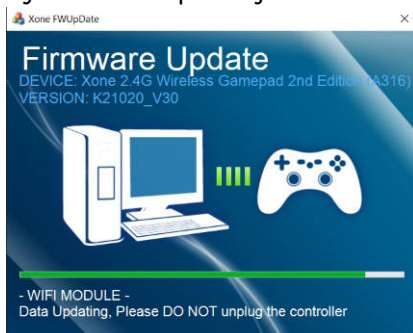 Xone FWUpDate
Firmware Update
DEVICE: Xone 2.4G Wireless Gamepad 2nd Edition (A316)
VERSION: K21020_V30
- WIFI MODULE -
Data Updating, Please DO NOT unplug the controller